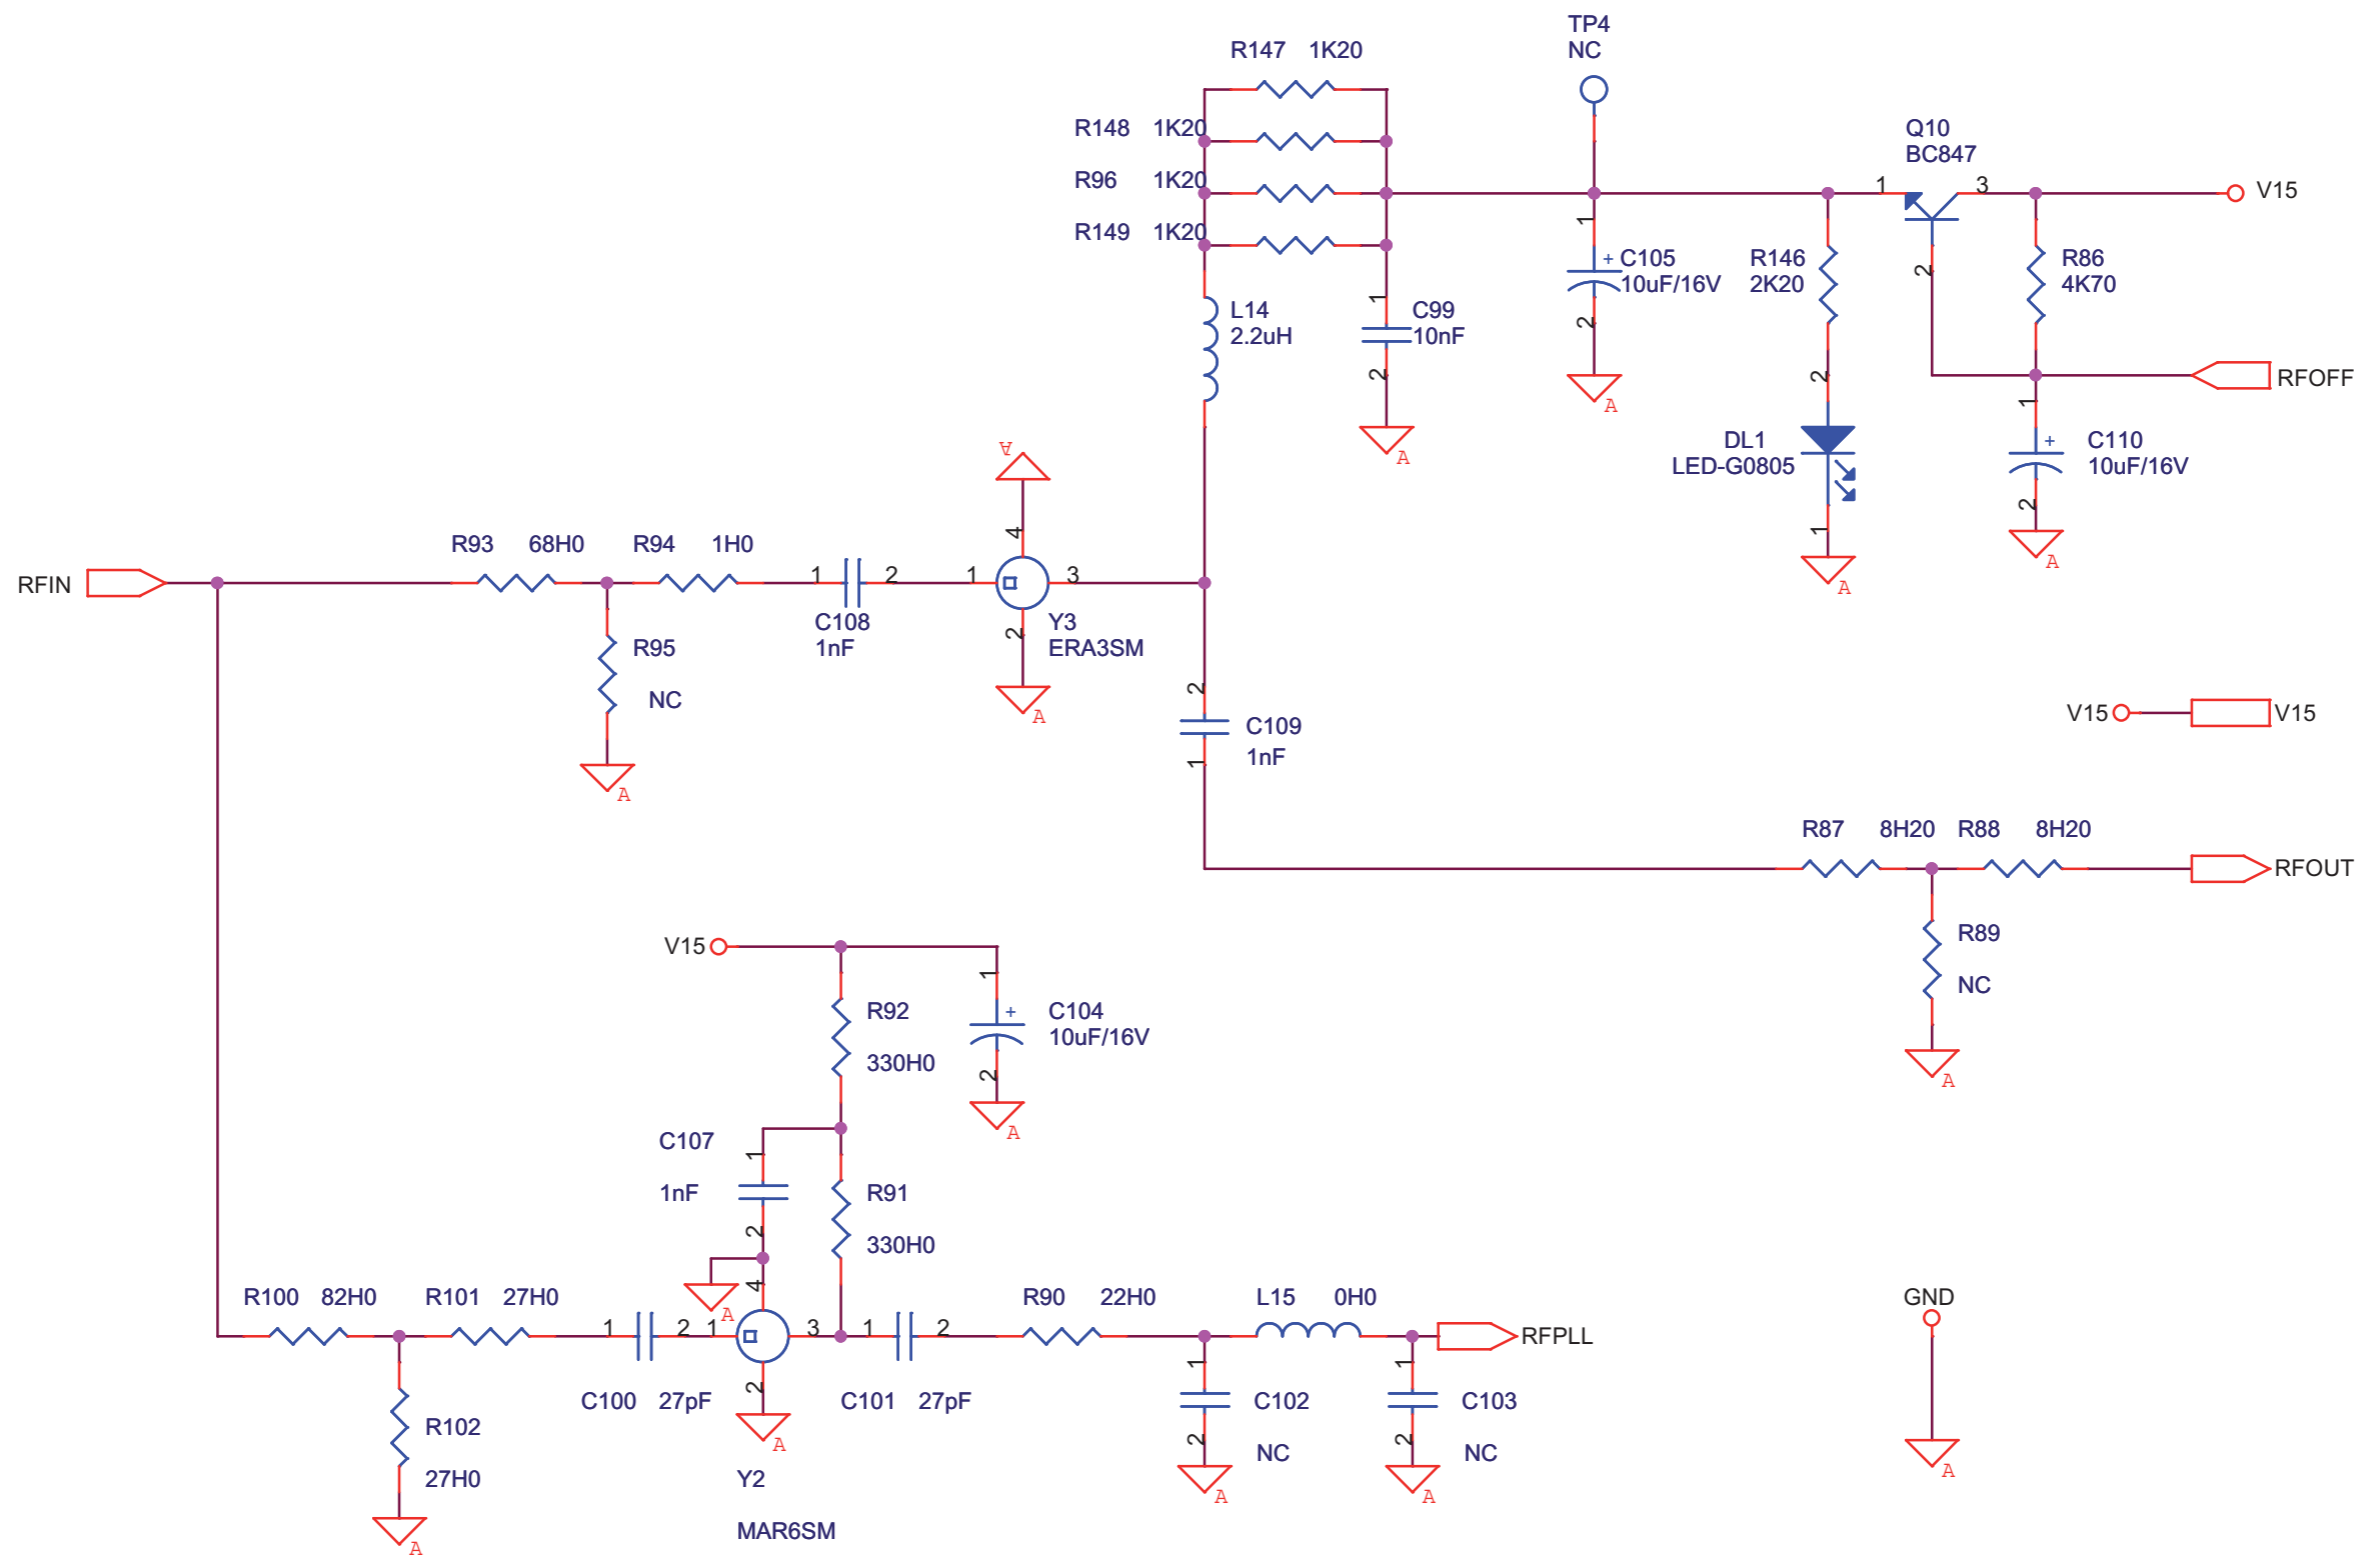 TP4
NC
R147 1K20
R148 1K20
Q10
BC847
R96 1K20
1
3
V15
R149 1K20
1
+
C105
10uF/16V
R146
2K20
2
R86
4K70
L14
2.2uH
1
C99
10nF
2
2
2
RFOFF
A
1
A
A
DL1
LED-G0805
C110
+
10uF/16V
A
4
2
1
R93 68H0
R94 1H0
A
A
RFIN
1
2
1
3
C108
1nF
2
Y3
ERA3SM
R95
NC
2
A
V15
V15
C109
1nF
1
A
R87 8H20
R88 8H20
RFOUT
V15
R89
NC
1
R92
330H0
+
C104
10uF/16V
2
A
A
C107
1
1nF
R91
330H0
2
4
A
R100 82H0
R101 27H0
R90 22H0
L15 0H0
GND
1
2
1
3
1
2
RFPLL
1
1
2
C100 27pF
C101 27pF
C102
C103
R102
27H0
A
2
2
NC
NC
Y2
A
A
A
MAR6SM
A